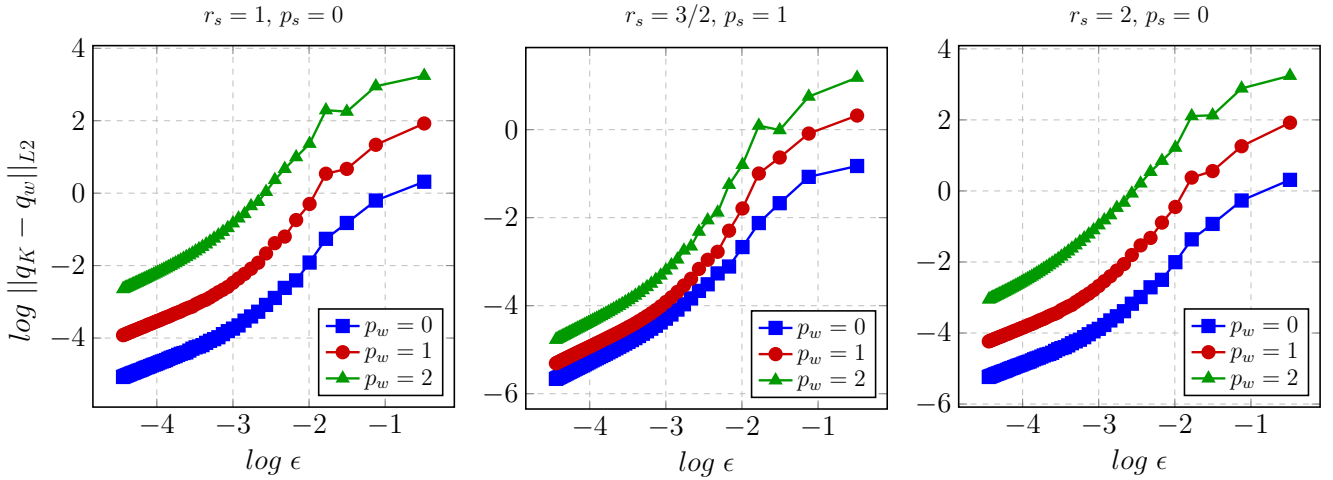 r_s = 1, p_s = 0
log ||q_K − q_w||_{L2}
4
2
0
−2
−4
−4 −3 −2 −1
log ϵ
p_w = 0
p_w = 1
p_w = 2
r_s = 3/2, p_s = 1
0
−2
−4
−6
−4 −3 −2 −1
log ϵ
p_w = 0
p_w = 1
p_w = 2
r_s = 2, p_s = 0
4
2
0
−2
−4
−6
−4 −3 −2 −1
log ϵ
p_w = 0
p_w = 1
p_w = 2